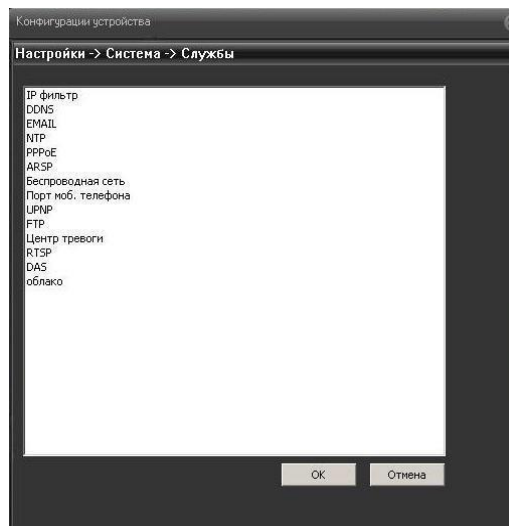 Конфигурации устройства
Настройки -> Система -> Службы
IP фильтр
DDNS
EMAIL
NTP
PPPoE
ARSP
Беспроводная сеть
Порт моб. телефона
UPNP
FTP
Центр тревоги
RTSP
DAS
облако
OK
Отмена